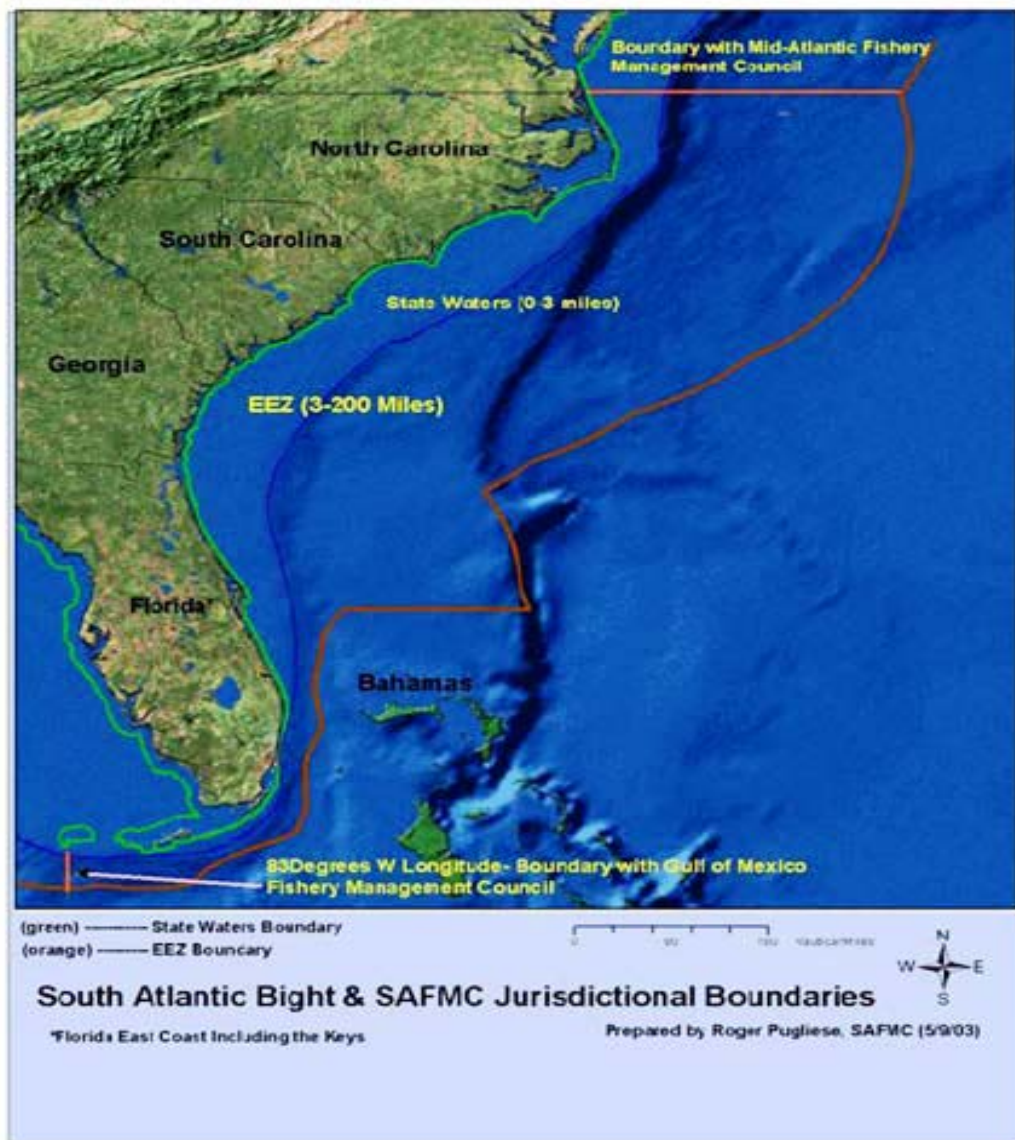 Boundary with Mid-Atlantic Fishery
Management Council
North Carolina
South Carolina
State Waters (0-3 miles)
Georgia
EEZ (3-200 Miles)
Florida*
Bahamas
83Degrees W Longitude- Boundary with Gulf of Mexico
Fishery Management Council
(green) ---------- State Waters Boundary
(orange) ---------- EEZ Boundary
0
N
W E
S
South Atlantic Bight & SAFMC Jurisdictional Boundaries
*Florida East Coast Including the Keys
Prepared by Roger Pugliese, SAFMC (5/9/03)